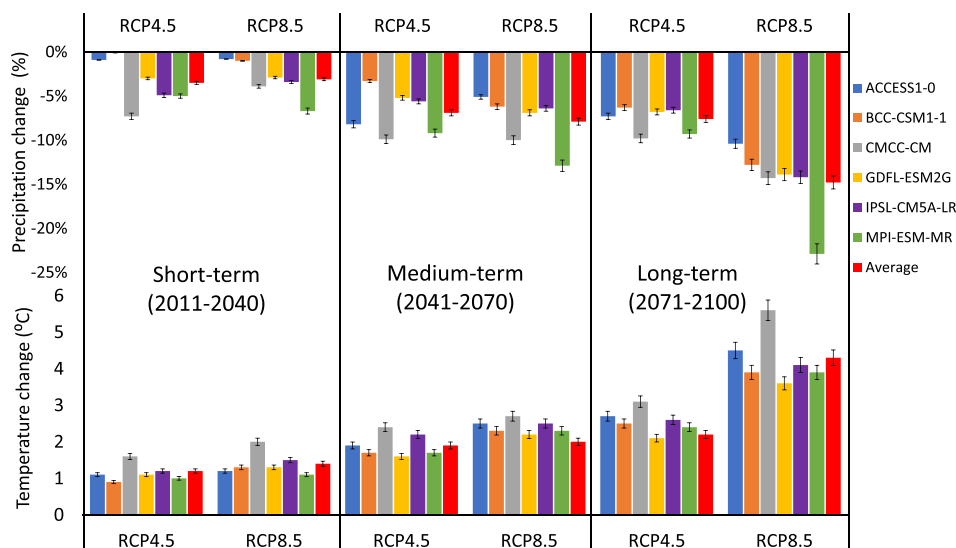 RCP4.5 RCP8.5 RCP4.5 RCP8.5 RCP4.5 RCP8.5
Precipitation change (%)
0%
-5%
-10%
-15%
-20%
-25%
ACCESS1-0
BCC-CSM1-1
CMCC-CM
GDFL-ESM2G
IPSL-CM5A-LR
MPI-ESM-MR
Average
Short-term
(2011-2040)
Medium-term
(2041-2070)
Long-term
(2071-2100)
Temperature change (⁰C)
6
5
4
3
2
1
0
RCP4.5 RCP8.5 RCP4.5 RCP8.5 RCP4.5 RCP8.5